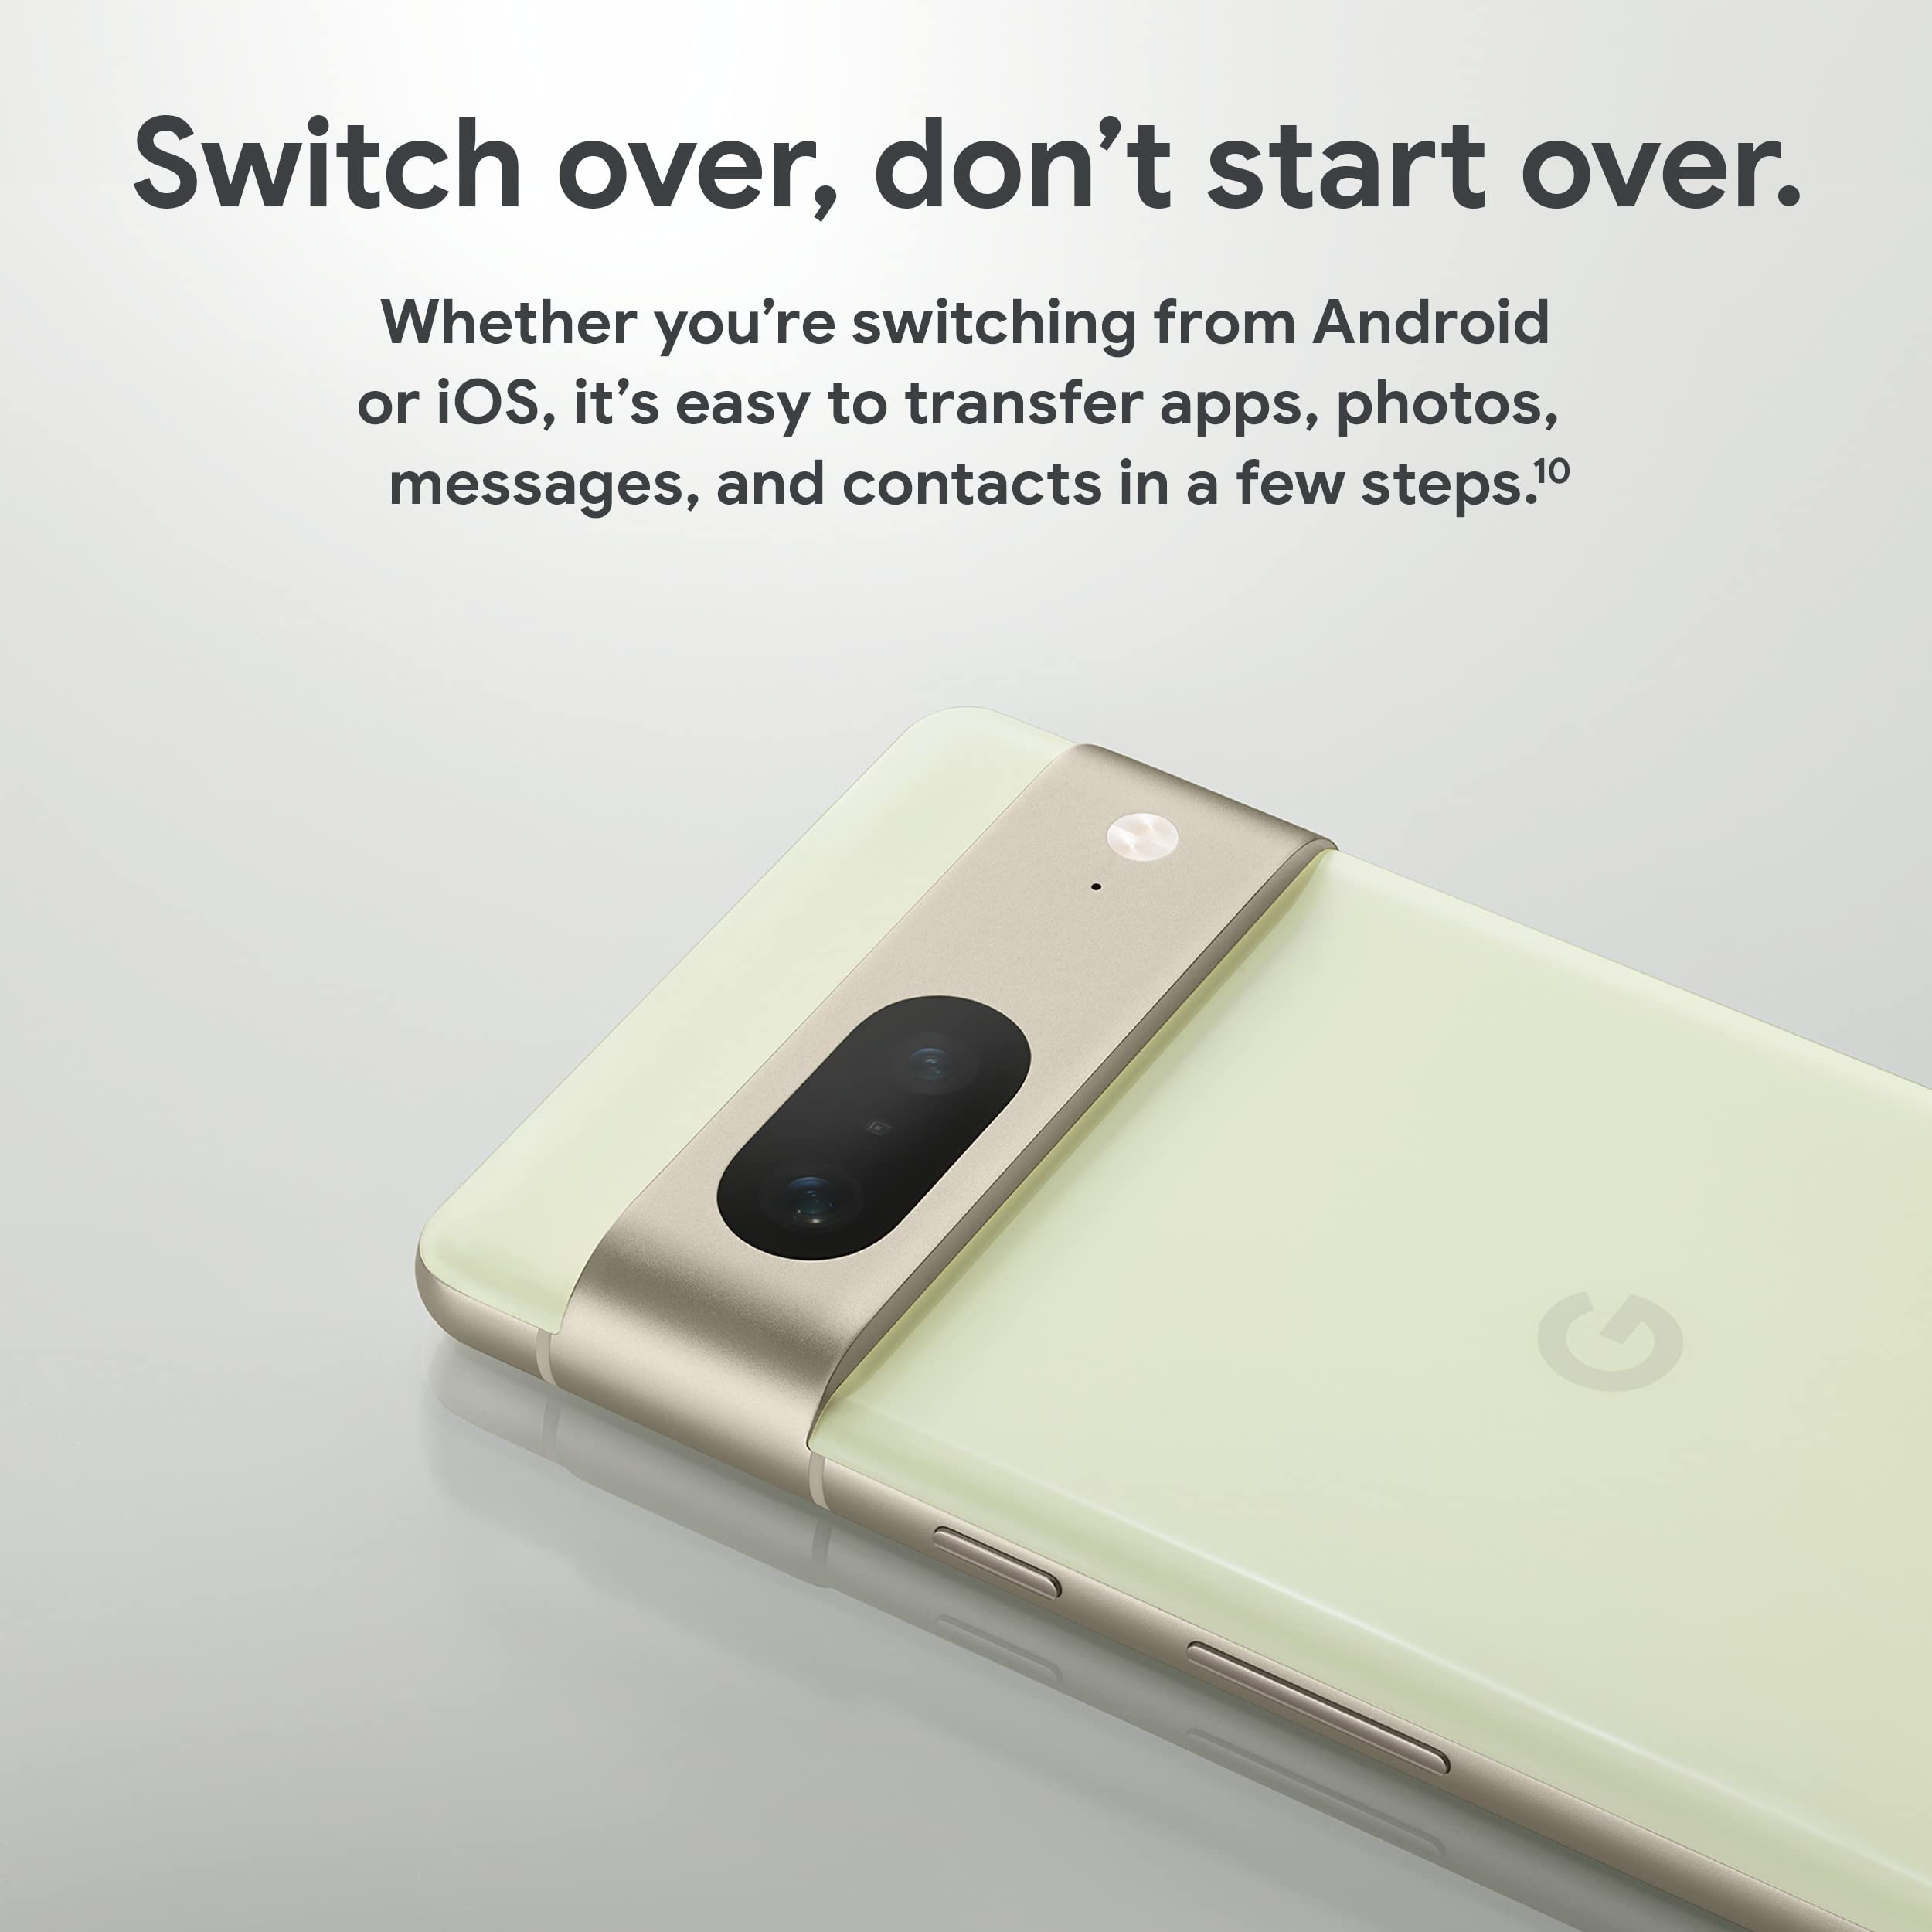 Switch over, don’t start over.
Whether you’re switching from Android
or iOS, it’s easy to transfer apps, photos,
messages, and contacts in a few steps.¹⁰
G